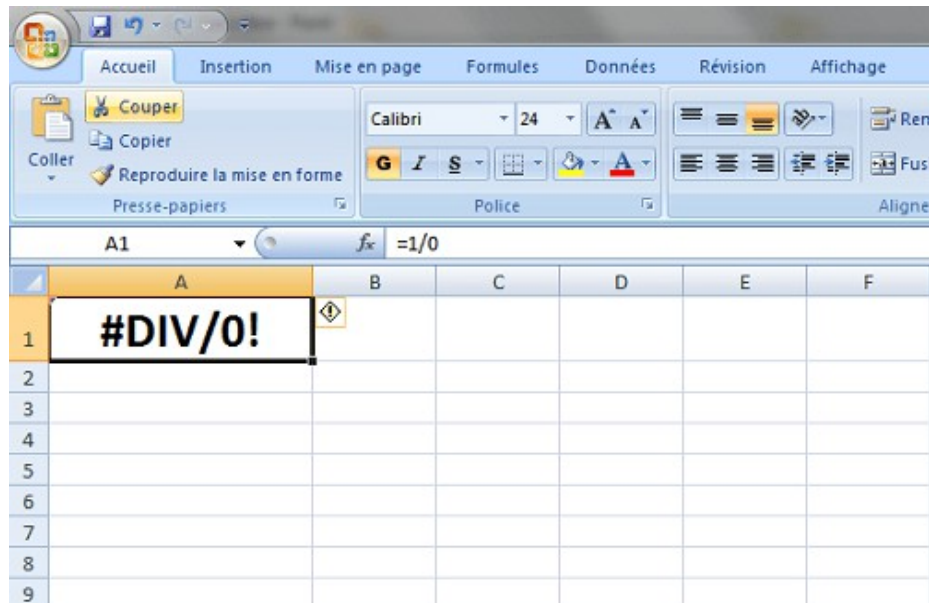 Accueil Insertion Mise en page Formules Données Révision Affichage
Couper
Copier
Reproduire la mise en forme
Coller
Presse-papiers
Calibri 24 A A
G I S A
Police
Ren
Fus
Aligne
A1 fx =1/0
A B C D E F
1 #DIV/0!
2
3
4
5
6
7
8
9